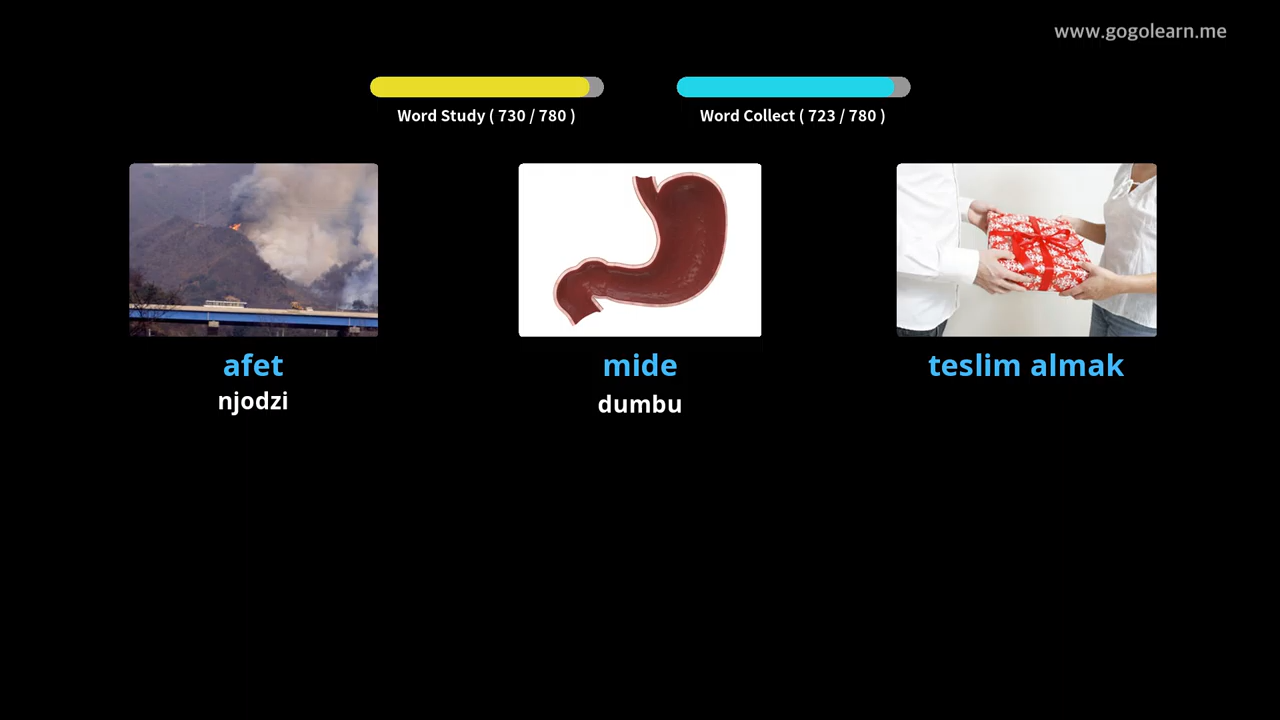 www.gogolearn.me
Word Study ( 730 / 780 )
Word Collect ( 723 / 780 )
afet
mide
teslim almak
njodzi
dumbu